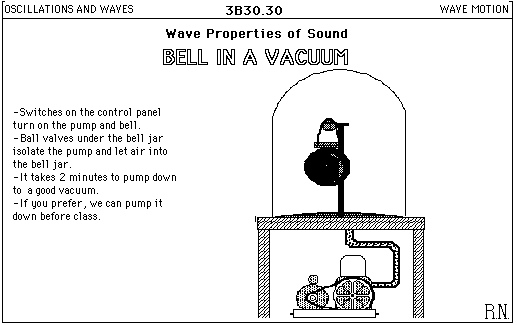 OSCILLATIONS AND WAVES
3B30.30
WAVE MOTION
Wave Properties of Sound
BELL IN A VACUUM
-Switches on the control panel
turn on the pump and bell.
-Ball valves under the bell jar
isolate the pump and let air into
the bell jar.
-It takes 2 minutes to pump down
to a good vacuum.
-If you prefer, we can pump it
down before class.
R.N.